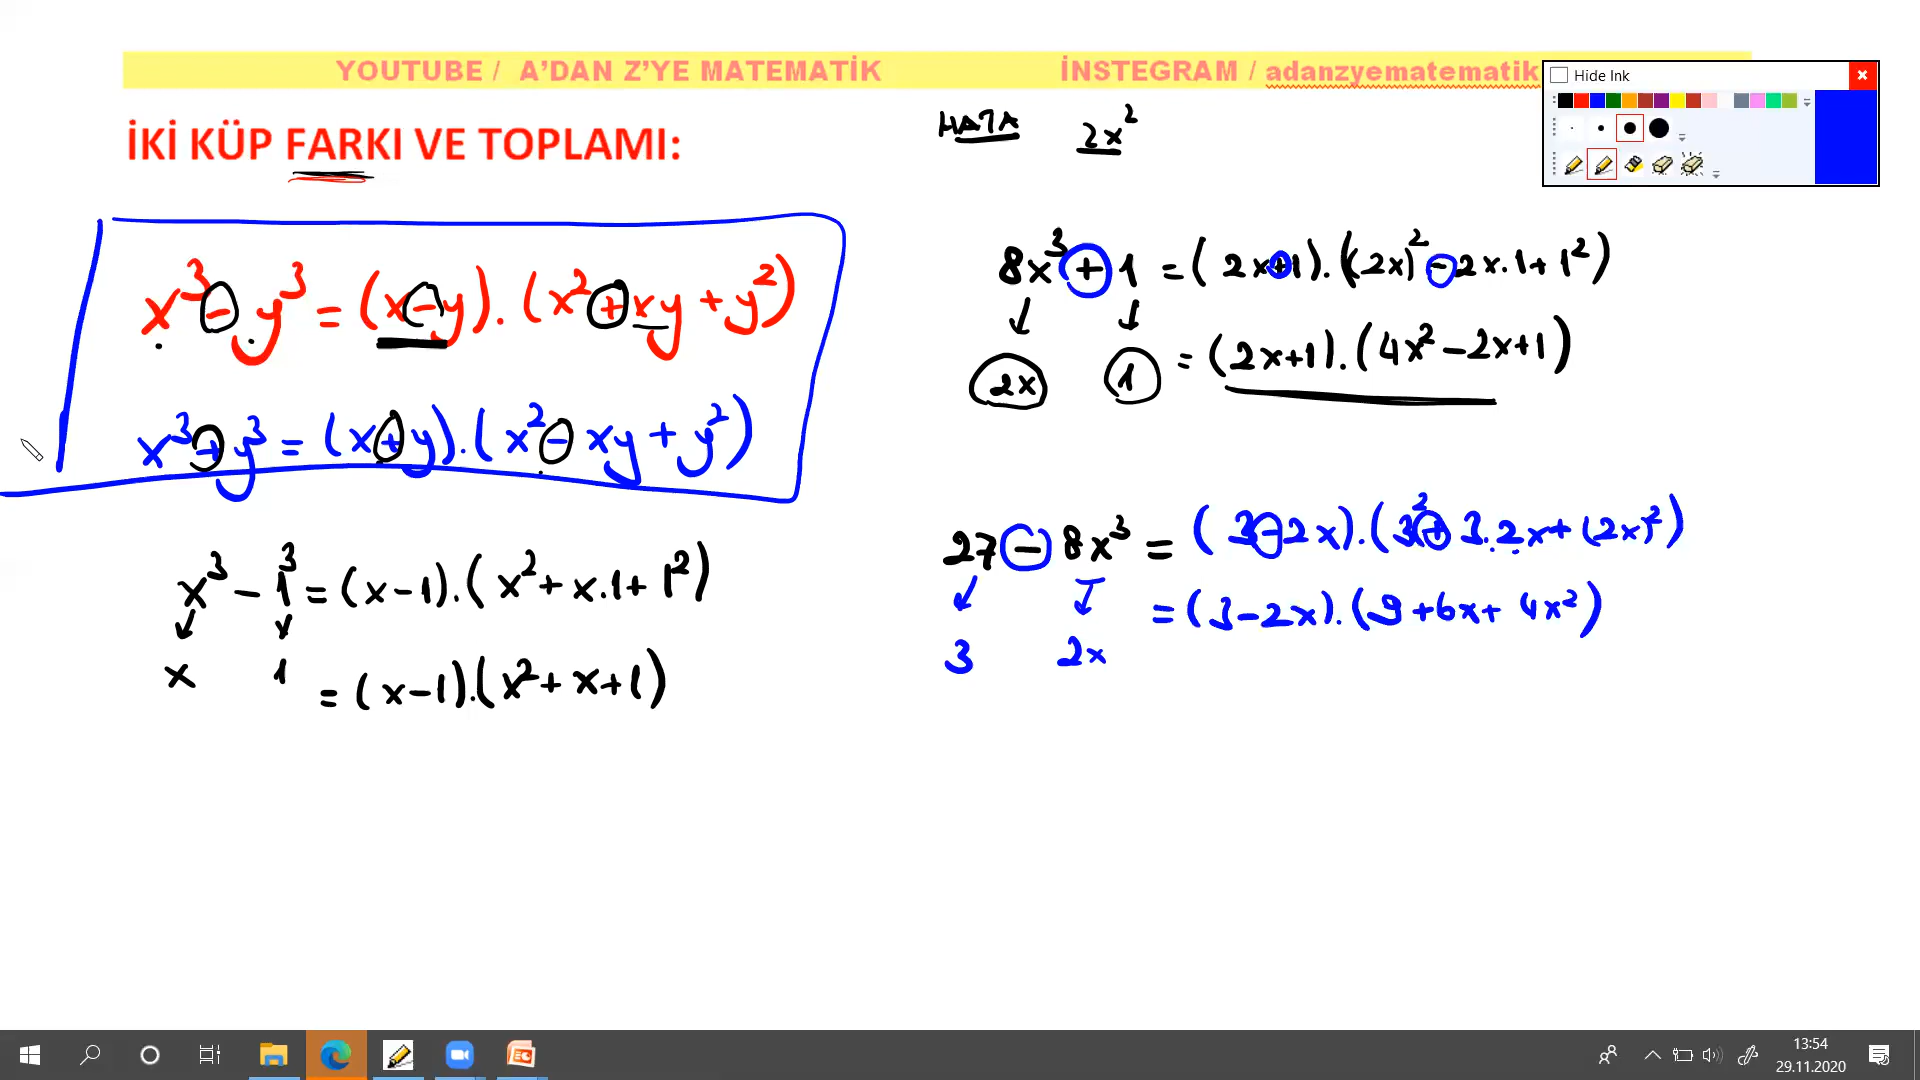 YOUTUBE / A'DAN Z'YE MATEMATİK İNSTEGRAM / adanzyematematik
Hide Ink
İKİ KÜP FARKI VE TOPLAMI:
HATA 2x²
x³ - y³ = (x-y).(x² + xy + y²)
x³ + y³ = (x+y).(x² - xy + y²)
x³ - 1³ = (x-1).(x² + x.1 + 1²)
x 1
= (x-1).(x² + x + 1)
8x³ + 1 = (2x+1).((2x)² - 2x.1 + 1²)
2x 1
= (2x+1).(4x² - 2x + 1)
27 - 8x³ = (3-2x).(3² + 3.2x + (2x)²)
3 2x
= (3-2x).(9 + 6x + 4x²)
13:54
29.11.2020